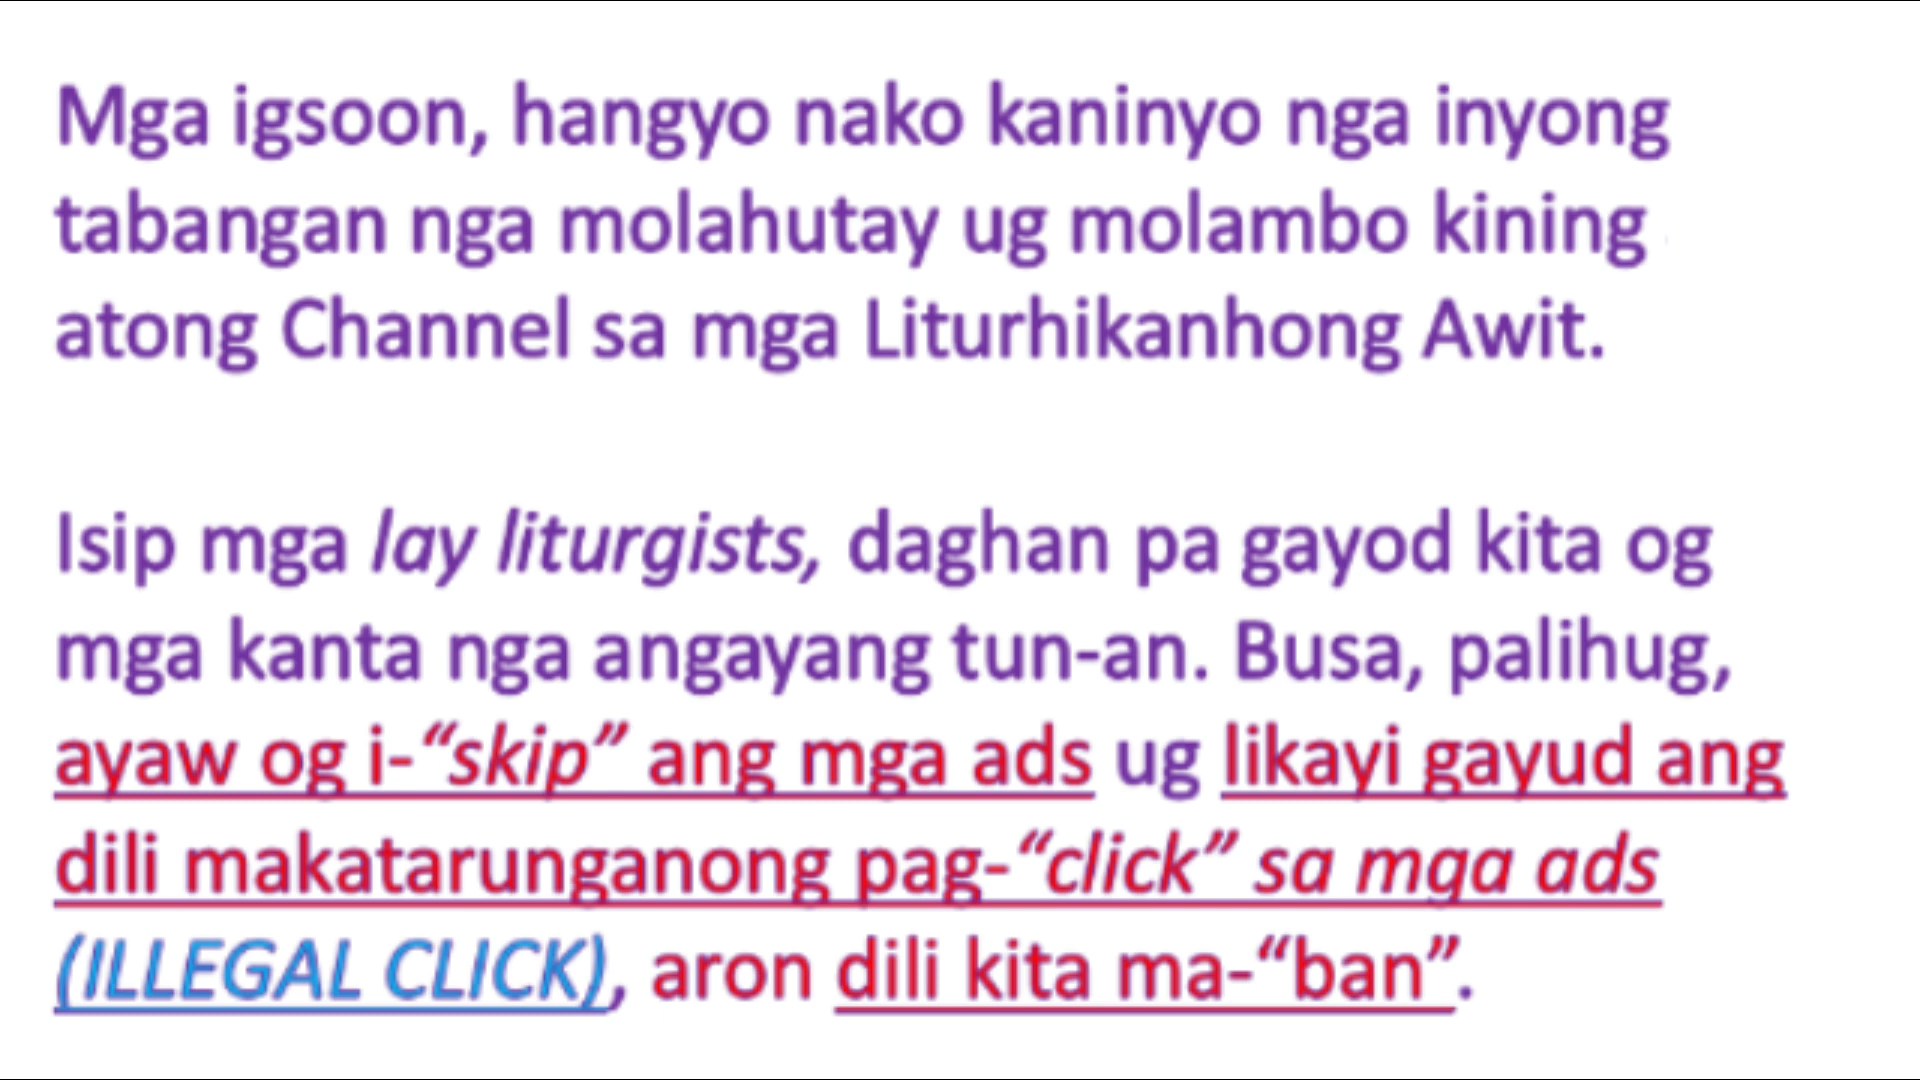 Mga igsoon, hangyo nako kaninyo nga inyong
tabangan nga molahutay ug molambo kining
atong Channel sa mga Liturhikanhong Awit.
Isip mga lay liturgists, daghan pa gayod kita og
mga kanta nga angayang tun-an. Busa, palihug,
ayaw og i-“skip” ang mga ads ug likayi gayud ang
dili makatarunganong pag-“click” sa mga ads
(ILLEGAL CLICK), aron dili kita ma-“ban”.